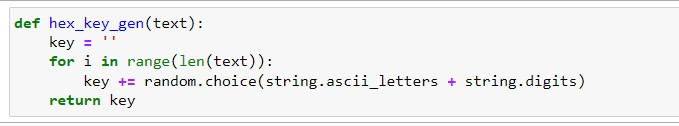 def hex_key_gen(text):
    key = ''
    for i in range(len(text)):
        key += random.choice(string.ascii_letters + string.digits)
    return key